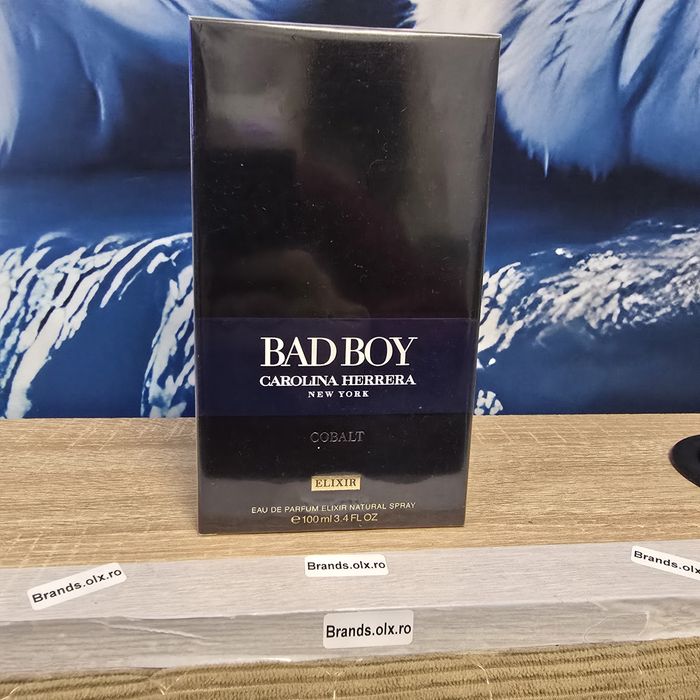 BAD BOY
CAROLINA HERRERA
NEW YORK
COBALT
ELIXIR
EAU DE PARFUM ELIXIR NATURAL SPRAY
℮ 100 ml 3.4 FL OZ
Brands.olx.ro
Brands.olx.ro
Brands.olx.ro
Brands.olx